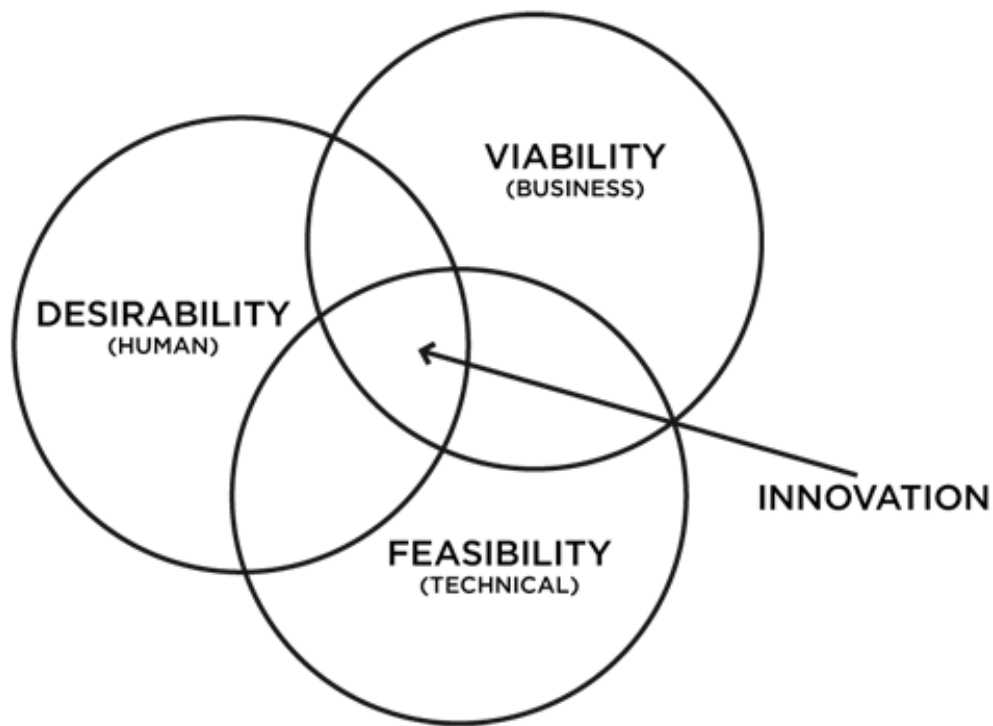 VIABILITY
(BUSINESS)
DESIRABILITY
(HUMAN)
INNOVATION
FEASIBILITY
(TECHNICAL)